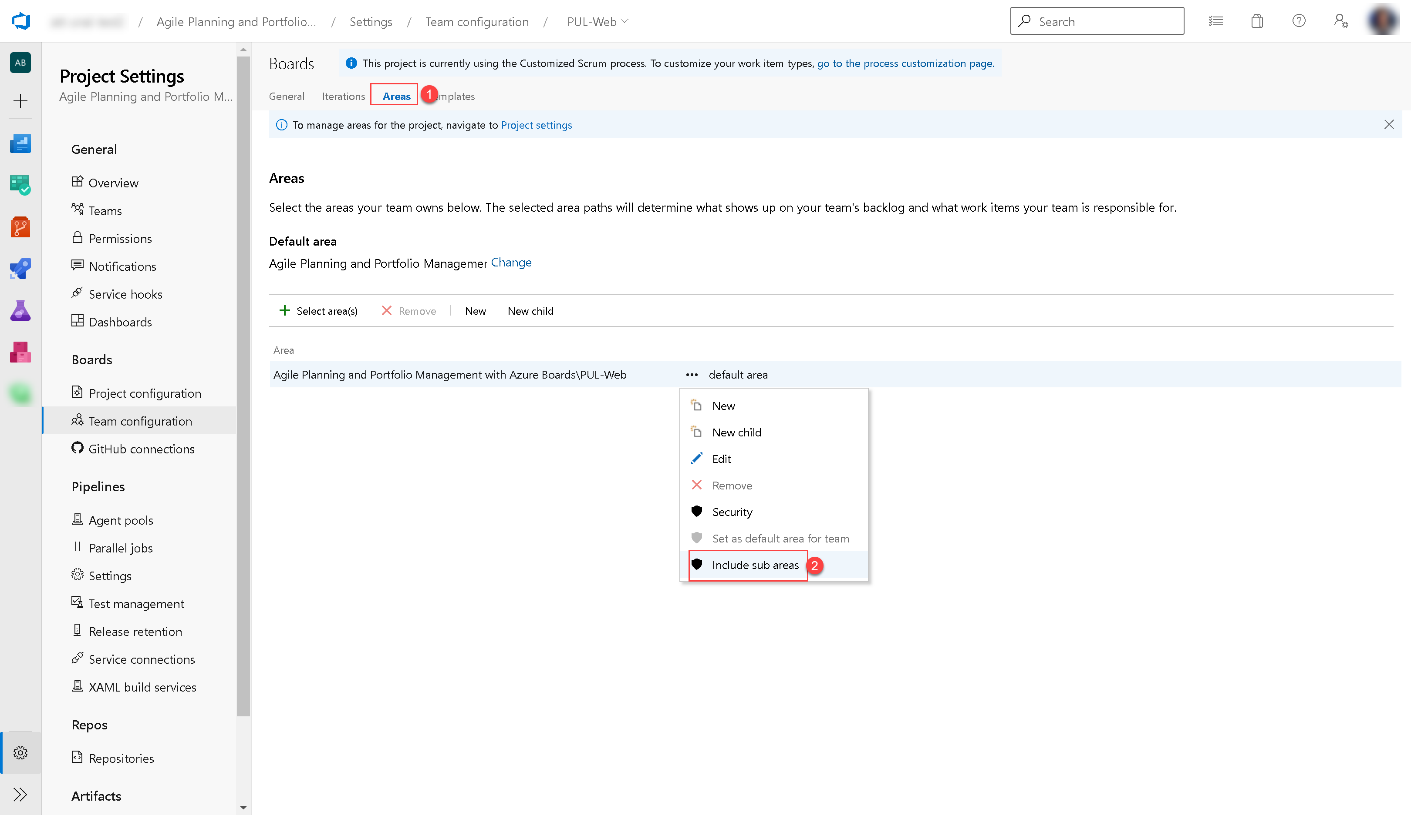 / Agile Planning and Portfolio... / Settings / Team configuration / PUL-Web
Search
AB
Project Settings
Agile Planning and Portfolio M...
General
Overview
Teams
Permissions
Notifications
Service hooks
Dashboards
Boards
Project configuration
Team configuration
GitHub connections
Pipelines
Agent pools
Parallel jobs
Settings
Test management
Release retention
Service connections
XAML build services
Repos
Repositories
Artifacts
Boards
This project is currently using the Customized Scrum process. To customize your work item types, go to the process customization page.
General Iterations Areas 1 mplates
To manage areas for the project, navigate to Project settings
Areas
Select the areas your team owns below. The selected area paths will determine what shows up on your team's backlog and what work items your team is responsible for.
Default area
Agile Planning and Portfolio Managemer Change
Select area(s) Remove New New child
Area
Agile Planning and Portfolio Management with Azure Boards\PUL-Web ••• default area
New
New child
Edit
Remove
Security
Set as default area for team
Include sub areas 2